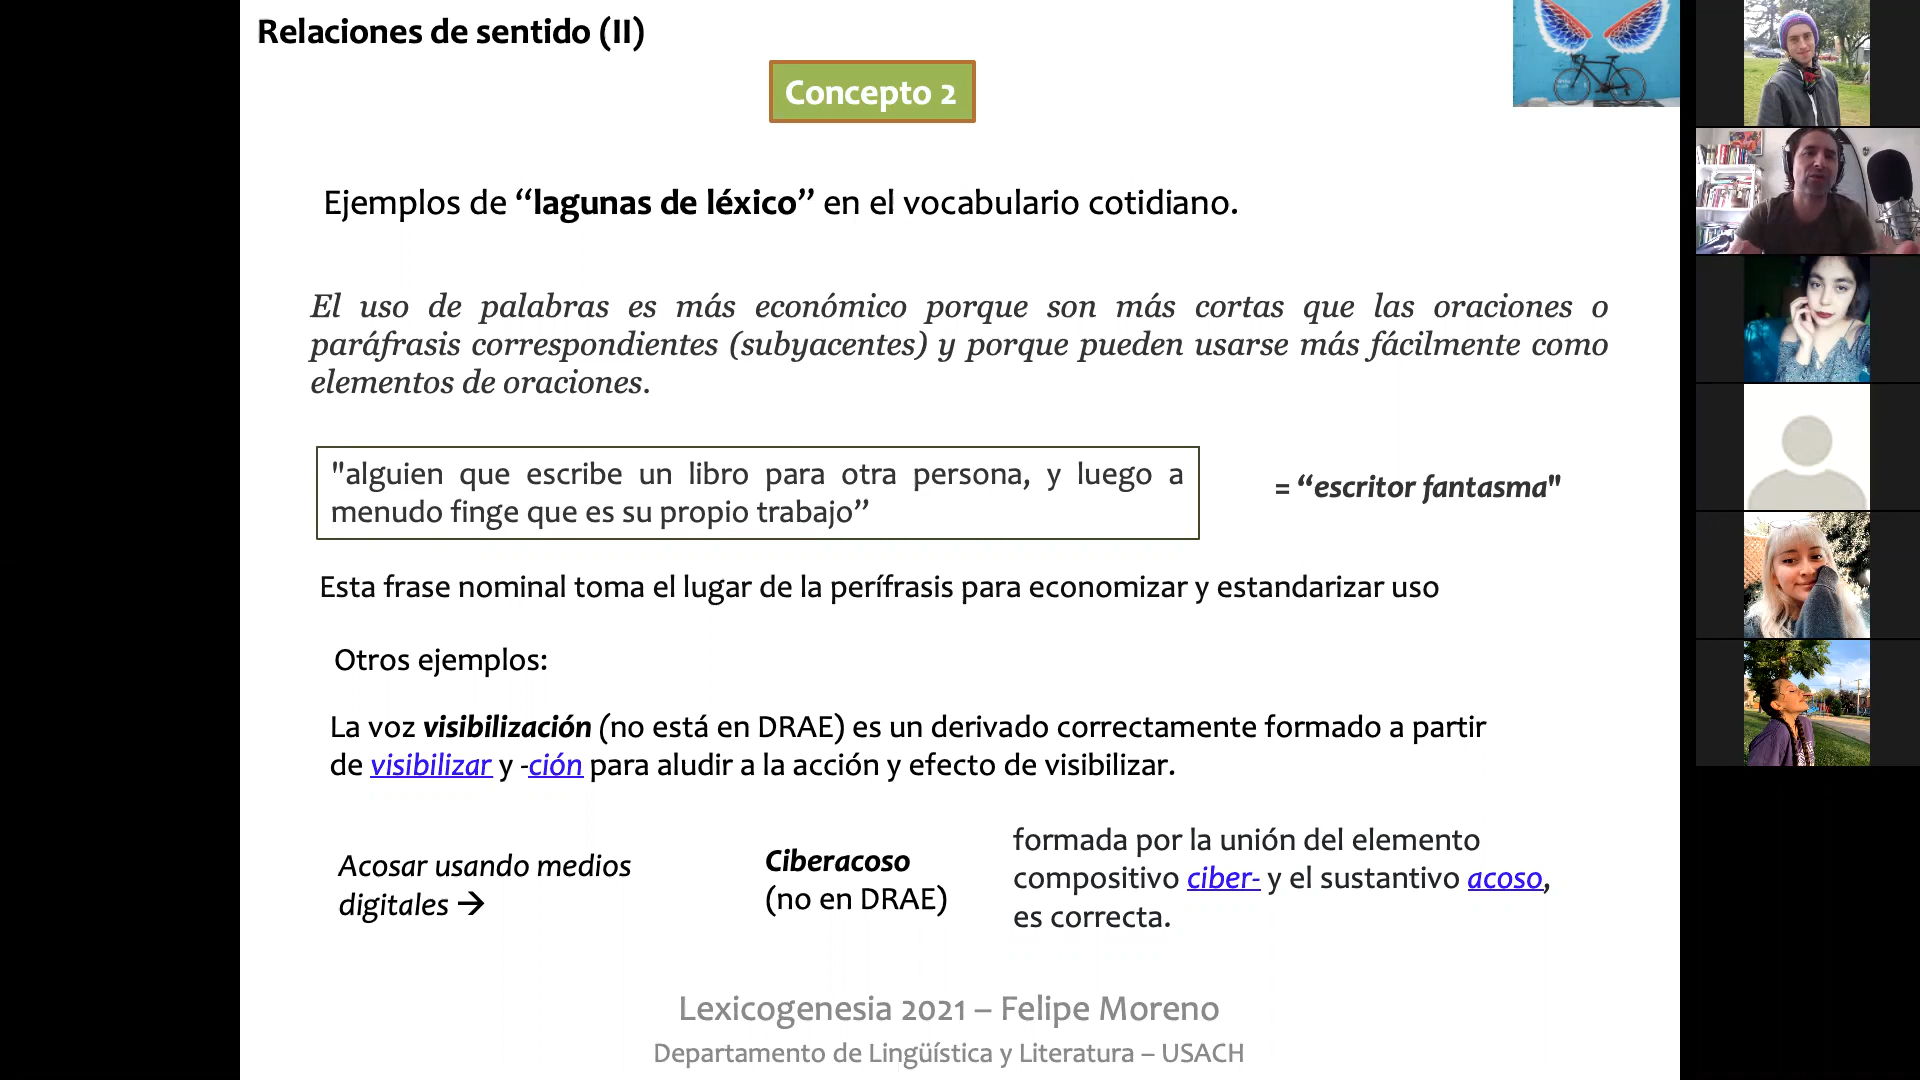 Relaciones de sentido (II)
Concepto 2
Ejemplos de “lagunas de léxico” en el vocabulario cotidiano.
El uso de palabras es más económico porque son más cortas que las oraciones o
paráfrasis correspondientes (subyacentes) y porque pueden usarse más fácilmente como
elementos de oraciones.
"alguien que escribe un libro para otra persona, y luego a
menudo finge que es su propio trabajo”
= “escritor fantasma"
Esta frase nominal toma el lugar de la perífrasis para economizar y estandarizar uso
Otros ejemplos:
La voz visibilización (no está en DRAE) es un derivado correctamente formado a partir
de visibilizar y -ción para aludir a la acción y efecto de visibilizar.
Acosar usando medios
digitales →
Ciberacoso
(no en DRAE)
formada por la unión del elemento
compositivo ciber- y el sustantivo acoso,
es correcta.
Lexicogenesia 2021 – Felipe Moreno
Departamento de Lingüística y Literatura – USACH